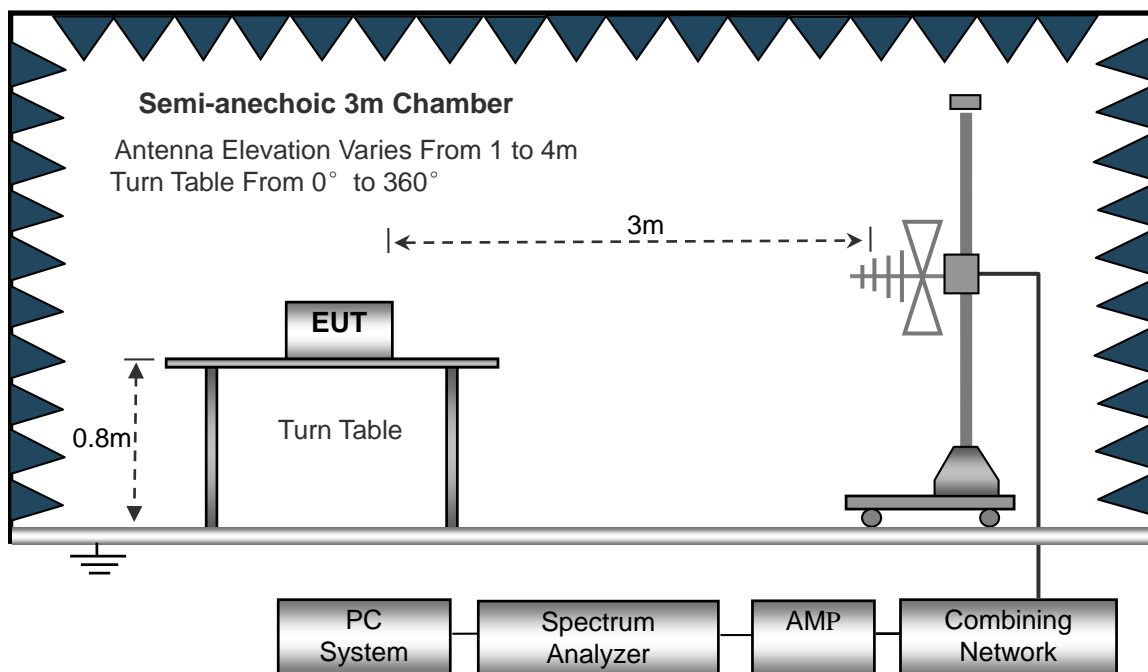 Semi-anechoic 3m Chamber
Antenna Elevation Varies From 1 to 4m
Turn Table From 0° to 360°
3m
EUT
0.8m
Turn Table
PC
System
Spectrum
Analyzer
AMP
Combining
Network